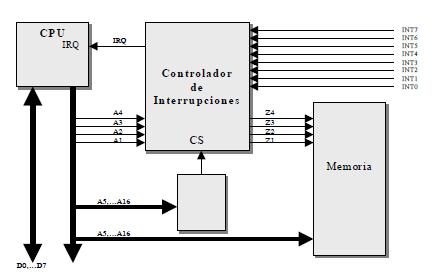 CPU
IRQ
IRQ
Controlador
de
Interrupciones
CS
INT7
INT6
INT5
INT4
INT3
INT2
INT1
INT0
A4
A3
A2
A1
Z4
Z3
Z2
Z1
Memoria
A5,...A16
A5,...A16
D0,...D7